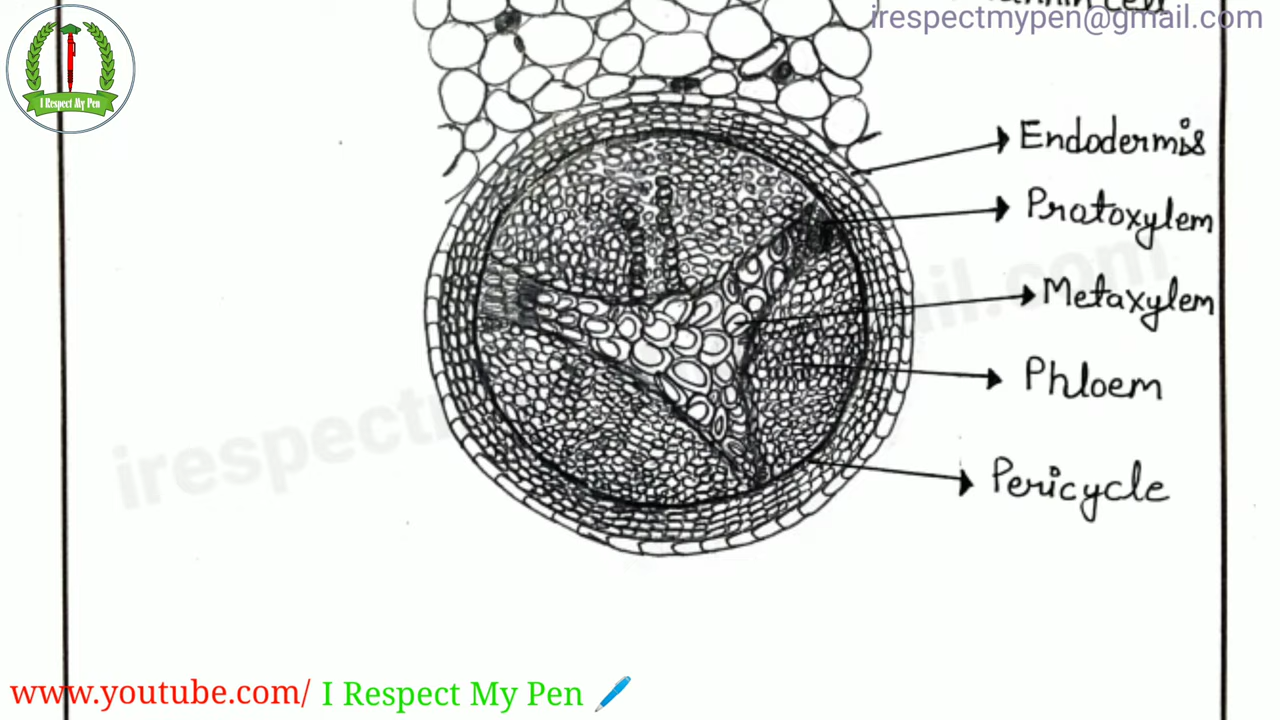 irespectmypen@gmail.com
I Respect My Pen
Endodermis
Protoxylem
Metaxylem
Phloem
Pericycle
www.youtube.com/ I Respect My Pen